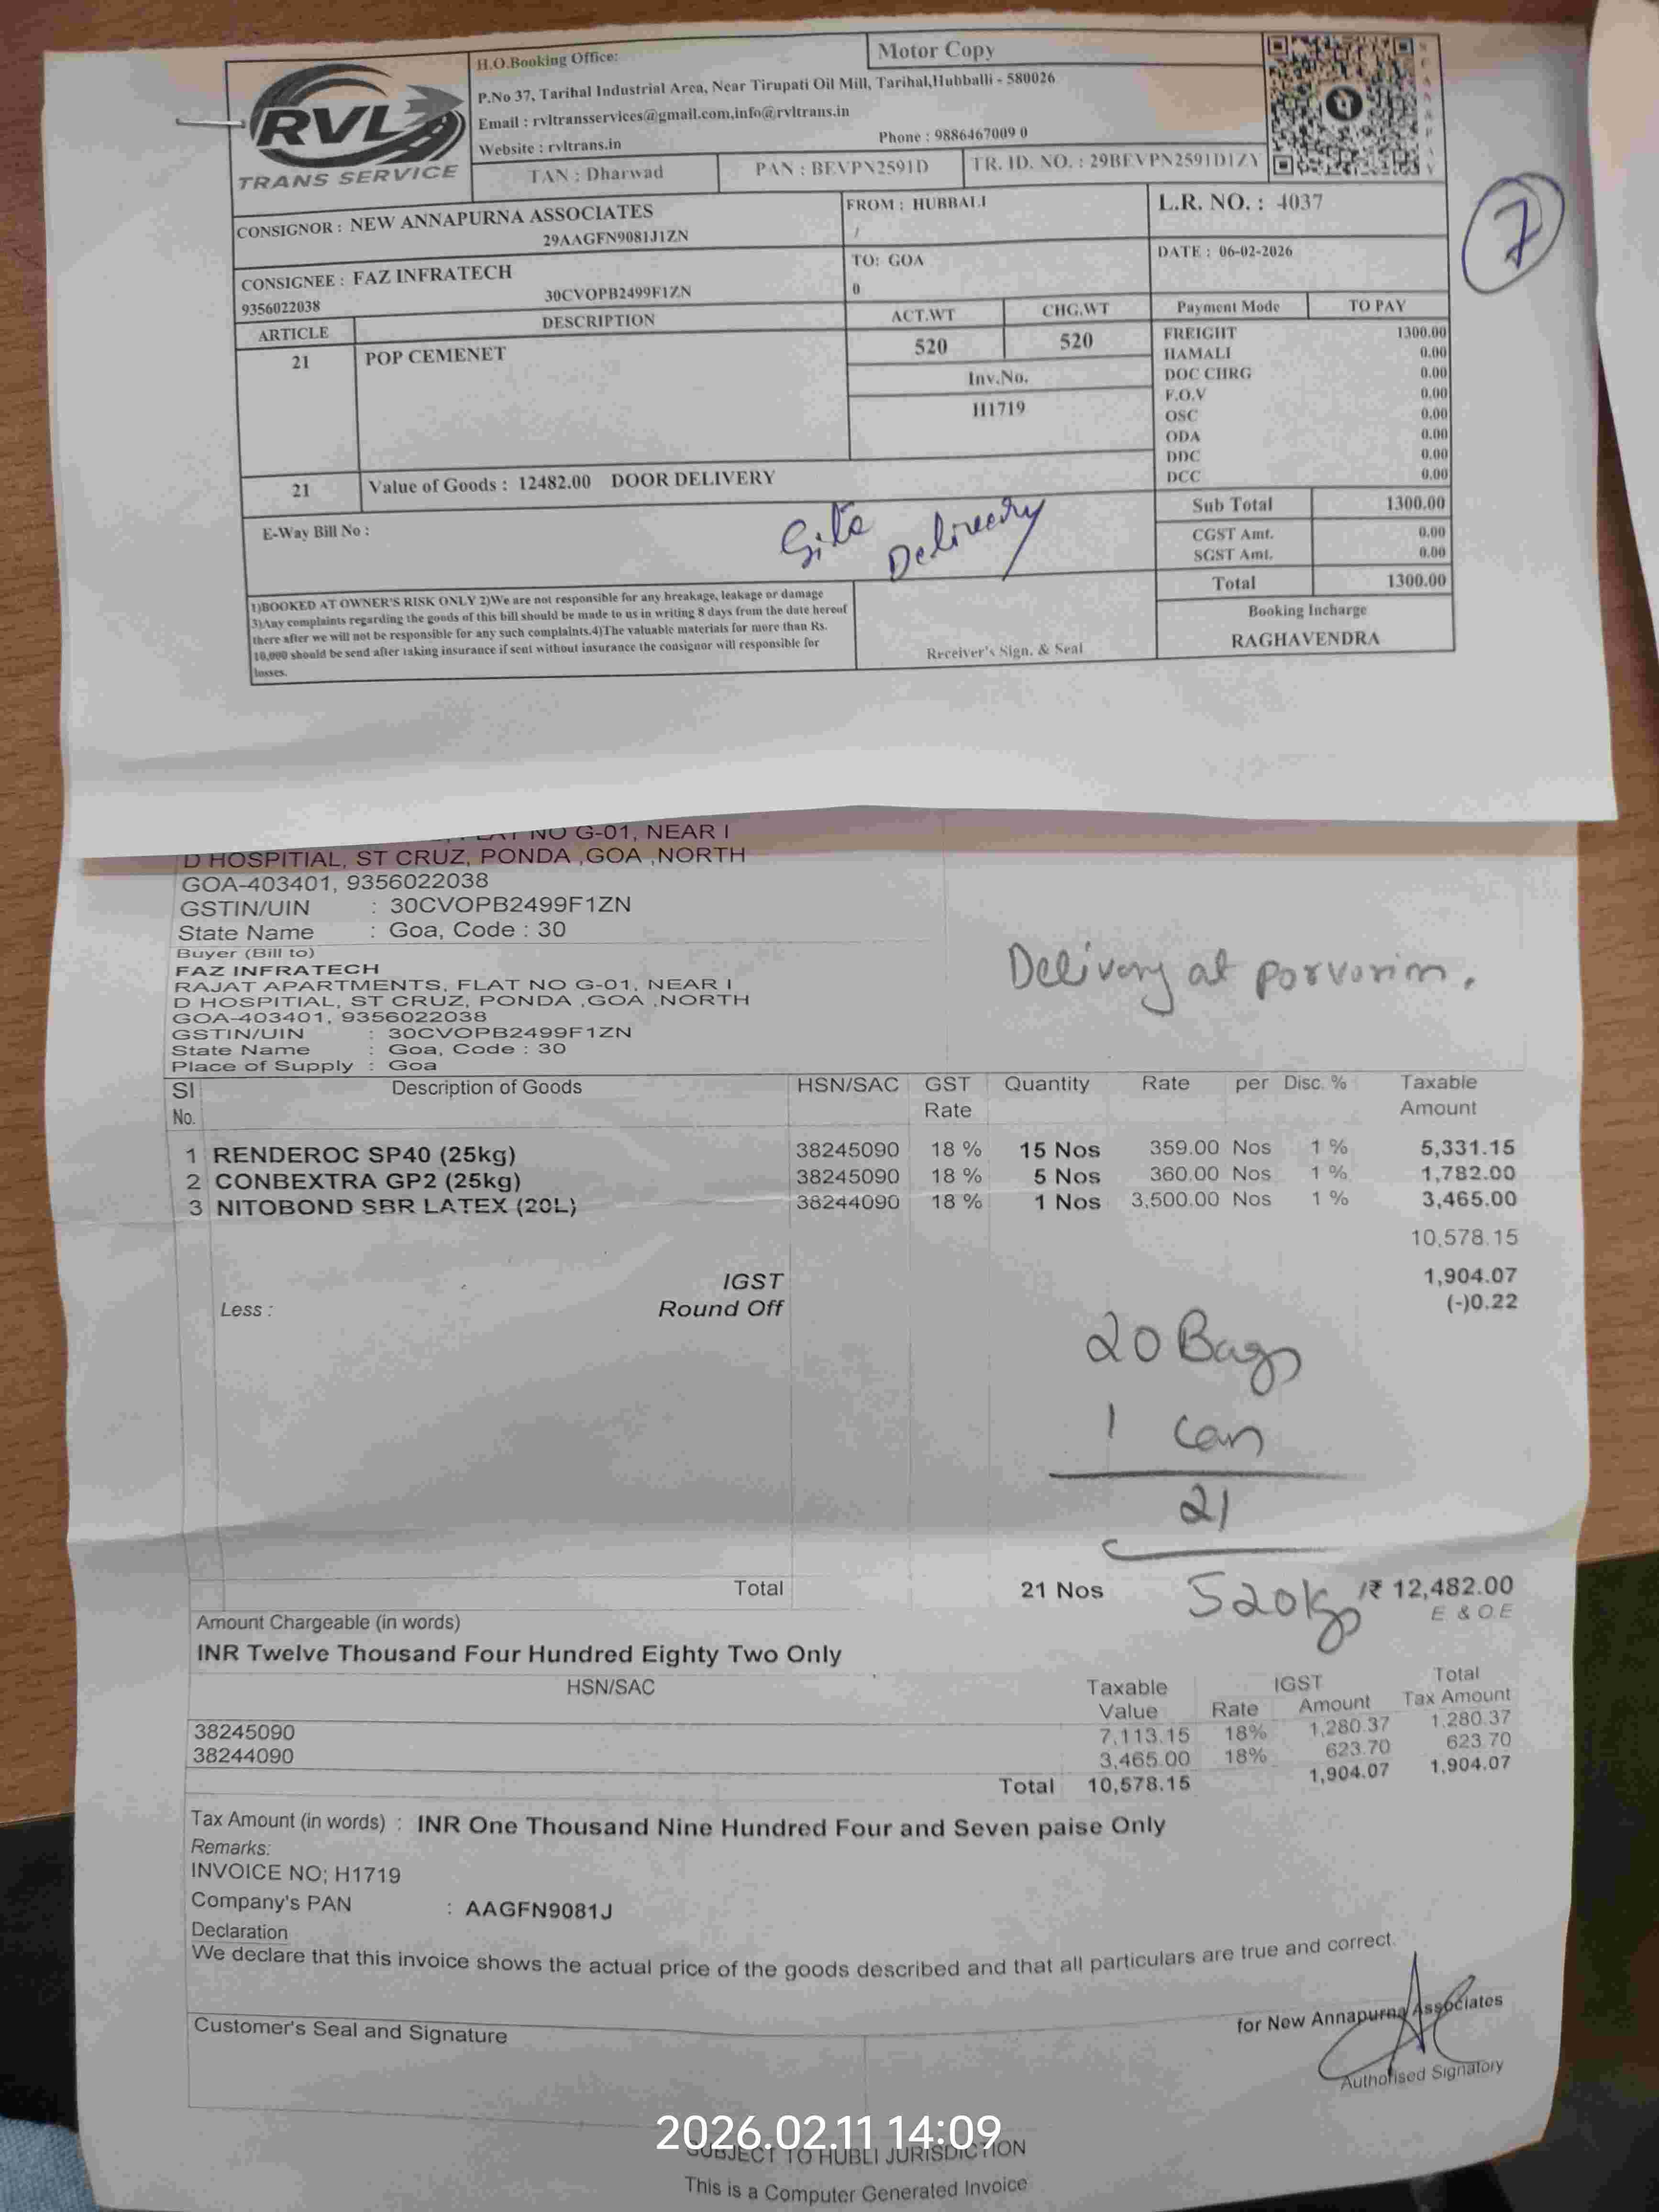 RVL
TRANS SERVICE
H.O.Booking Office:
Motor Copy
P.No 37, Tarihal Industrial Area, Near Tirupati Oil Mill, Tarihal,Hubballi - 580026
Email : rvltransservices@gmail.com,info@rvltrans.in
Website : rvltrans.in
Phone : 9886467009 0
TAN : Dharwad
PAN : BEVPN2591D
TR. ID. NO. : 29BEVPN2591D1ZY
CONSIGNOR : NEW ANNAPURNA ASSOCIATES
29AAGFN9081J1ZN
FROM : HUBBALI
/
L.R. NO. : 4037
7
CONSIGNEE : FAZ INFRATECH
9356022038 30CVOPB2499F1ZN
TO: GOA
0
DATE : 06-02-2026
ARTICLE DESCRIPTION ACT.WT CHG.WT Payment Mode TO PAY
21 POP CEMENET 520 520
Inv.No.
H1719
FREIGHT 1300.00
HAMALI 0.00
DOC CHRG 0.00
F.O.V 0.00
OSC 0.00
ODA 0.00
DDC 0.00
DCC 0.00
21 Value of Goods : 12482.00 DOOR DELIVERY
Sub Total 1300.00
E-Way Bill No :
Site Delivery
CGST Amt. 0.00
SGST Amt. 0.00
Total 1300.00
1)BOOKED AT OWNER'S RISK ONLY 2)We are not responsible for any breakage, leakage or damage
3)Any complaints regarding the goods of this bill should be made to us in writing 8 days from the date hereof
there after we will not be responsible for any such complaints.4)The valuable materials for more than Rs.
10,000 should be send after taking insurance if sent without insurance the consignor will responsible for
losses.
Receiver's Sign. & Seal
Booking Incharge
RAGHAVENDRA
NO G-01, NEAR I
D HOSPITIAL, ST CRUZ, PONDA ,GOA ,NORTH
GOA-403401, 9356022038
GSTIN/UIN : 30CVOPB2499F1ZN
State Name : Goa, Code : 30
Buyer (Bill to)
FAZ INFRATECH
RAJAT APARTMENTS, FLAT NO G-01, NEAR I
D HOSPITIAL, ST CRUZ, PONDA ,GOA ,NORTH
GOA-403401, 9356022038
GSTIN/UIN : 30CVOPB2499F1ZN
State Name : Goa, Code : 30
Place of Supply : Goa
Delivery at porvorim.
Sl No. Description of Goods HSN/SAC GST Rate Quantity Rate per Disc. % Taxable Amount
1 RENDEROC SP40 (25kg) 38245090 18 % 15 Nos 359.00 Nos 1 % 5,331.15
2 CONBEXTRA GP2 (25kg) 38245090 18 % 5 Nos 360.00 Nos 1 % 1,782.00
3 NITOBOND SBR LATEX (20L) 38244090 18 % 1 Nos 3,500.00 Nos 1 % 3,465.00
10,578.15
IGST 1,904.07
Less : Round Off (-)0.22
20 Bags
1 Can
21
520kg
Total 21 Nos ₹ 12,482.00
Amount Chargeable (in words) E & O.E
INR Twelve Thousand Four Hundred Eighty Two Only
HSN/SAC Taxable Value IGST Rate Amount Total Tax Amount
38245090 7,113.15 18% 1,280.37 1,280.37
38244090 3,465.00 18% 623.70 623.70
Total 10,578.15 1,904.07 1,904.07
Tax Amount (in words) : INR One Thousand Nine Hundred Four and Seven paise Only
Remarks:
INVOICE NO; H1719
Company's PAN : AAGFN9081J
Declaration
We declare that this invoice shows the actual price of the goods described and that all particulars are true and correct.
Customer's Seal and Signature
for New Annapurna Associates
Authorised Signatory
2026.02.11 14:09
SUBJECT TO HUBLI JURISDICTION
This is a Computer Generated Invoice